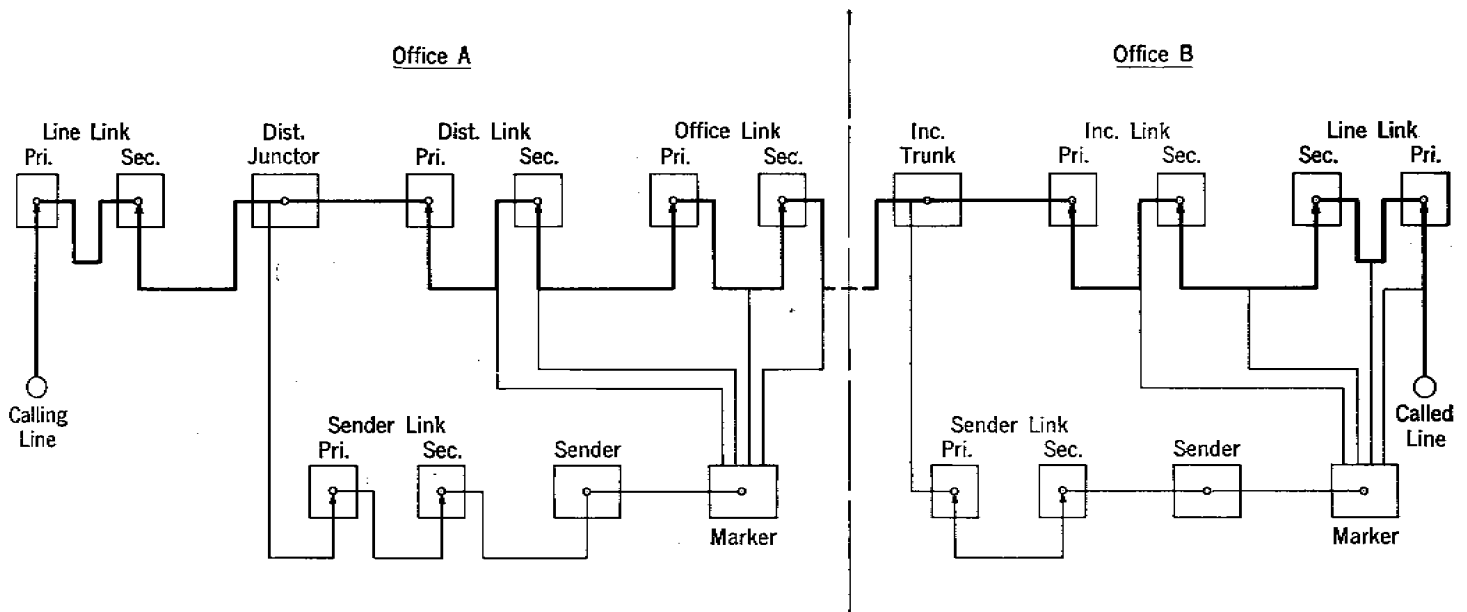 Office A
Office B
Line Link
Dist.
Junctor
Dist. Link
Office Link
Inc.
Trunk
Inc. Link
Line Link
Pri.
Sec.
Pri.
Sec.
Pri.
Sec.
Pri.
Sec.
Sec.
Pri.
Calling
Line
Called
Line
Sender Link
Pri.
Sec.
Sender
Marker
Sender Link
Pri.
Sec.
Sender
Marker